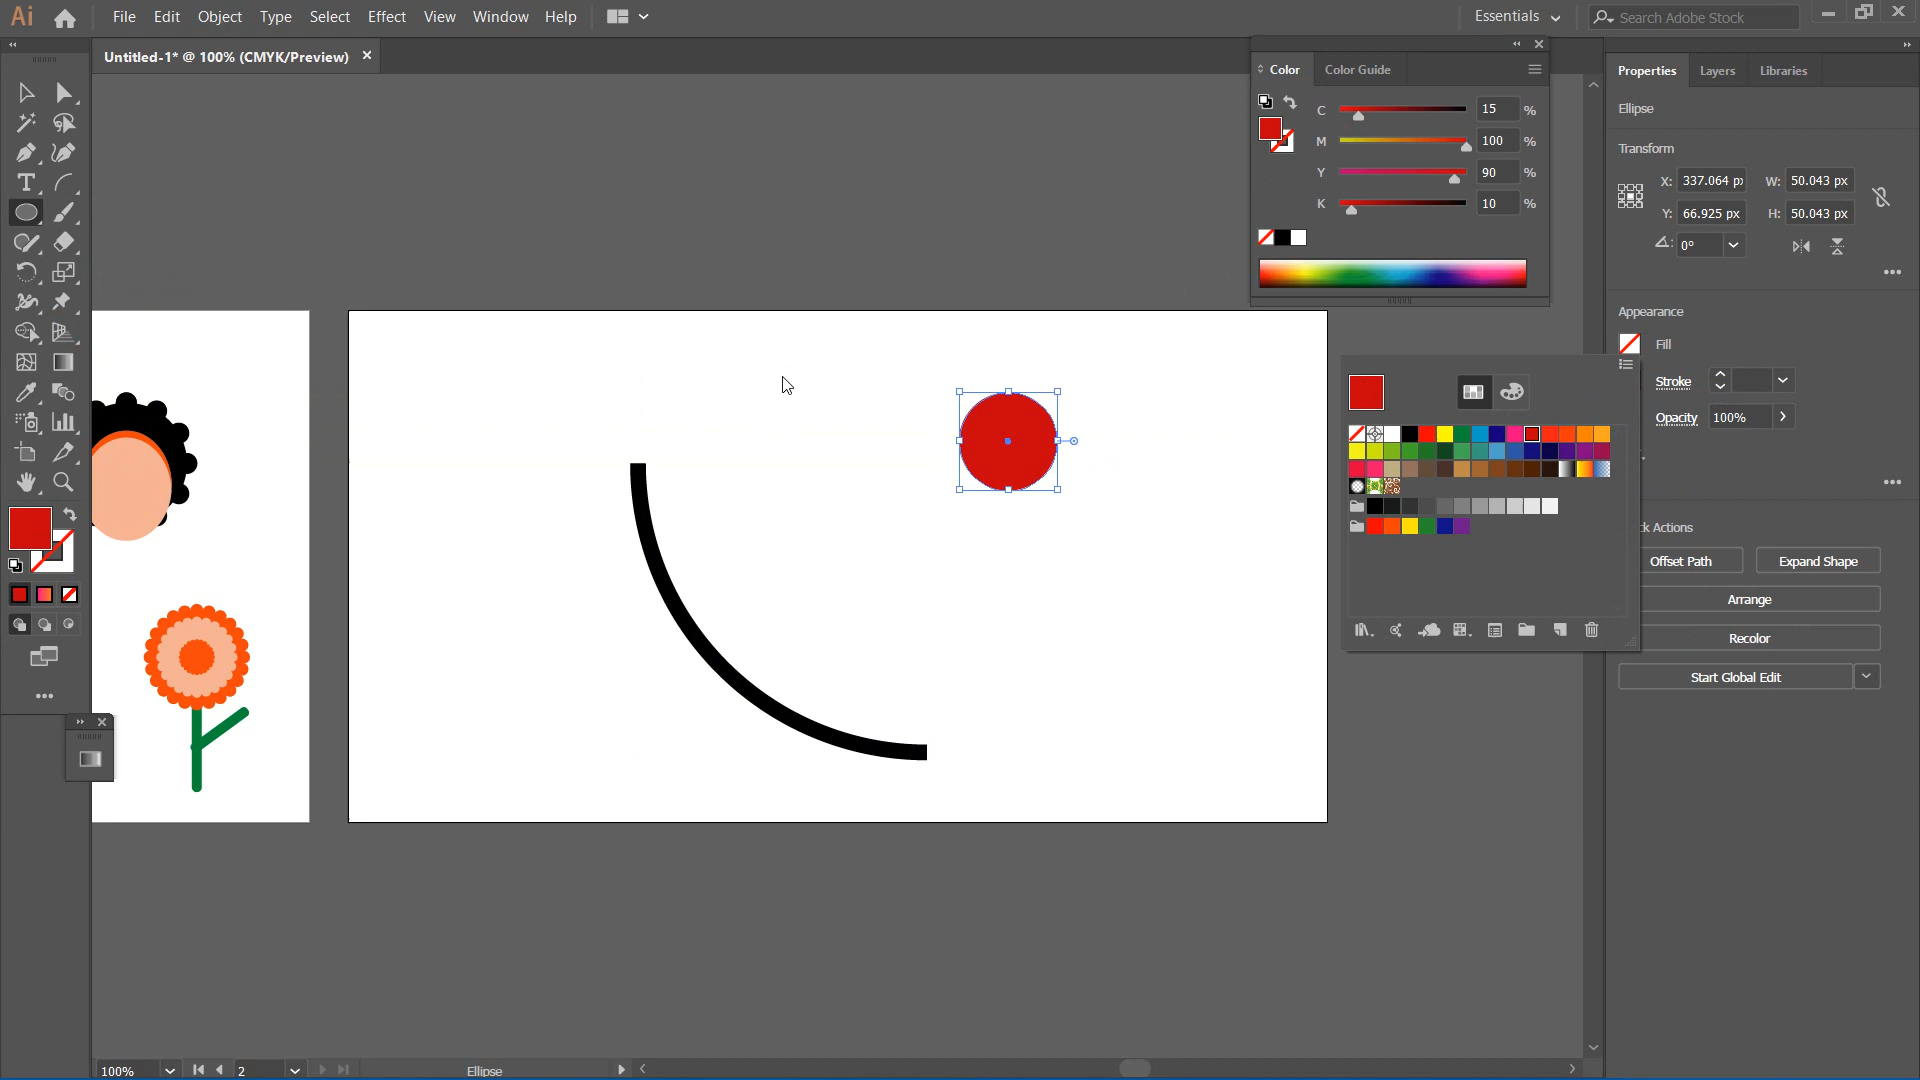 Ai File Edit Object Type Select Effect View Window Help Essentials Search Adobe Stock
Untitled-1* @ 100% (CMYK/Preview)
Color Color Guide
C 15 %
M 100 %
Y 90 %
K 10 %
Properties Layers Libraries
Ellipse
Transform
X: 337.064 px W: 50.043 px
Y: 66.925 px H: 50.043 px
0°
Appearance
Fill
Stroke
Opacity 100%
ck Actions
Offset Path Expand Shape
Arrange
Recolor
Start Global Edit
100% 2 Ellipse